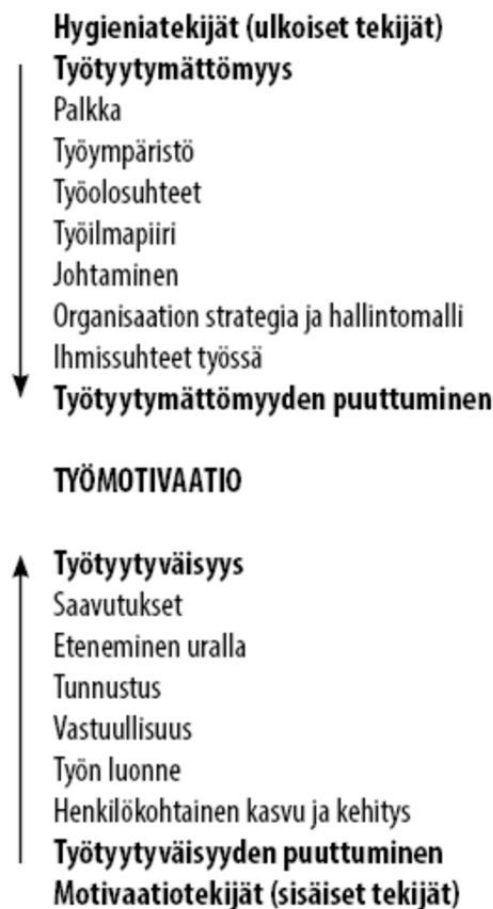 Hygieniatekijät (ulkoiset tekijät)
Työtyytymättömyys
Palkka
Työympäristö
Työolosuhteet
Työilmapiiri
Johtaminen
Organisaation strategia ja hallintomalli
Ihmissuhteet työssä
Työtyytymättömyyden puuttuminen
TYÖMOTIVAATIO
Työtyytyväisyys
Saavutukset
Eteneminen uralla
Tunnustus
Vastuullisuus
Työn luonne
Henkilökohtainen kasvu ja kehitys
Työtyytyväisyyden puuttuminen
Motivaatiotekijät (sisäiset tekijät)